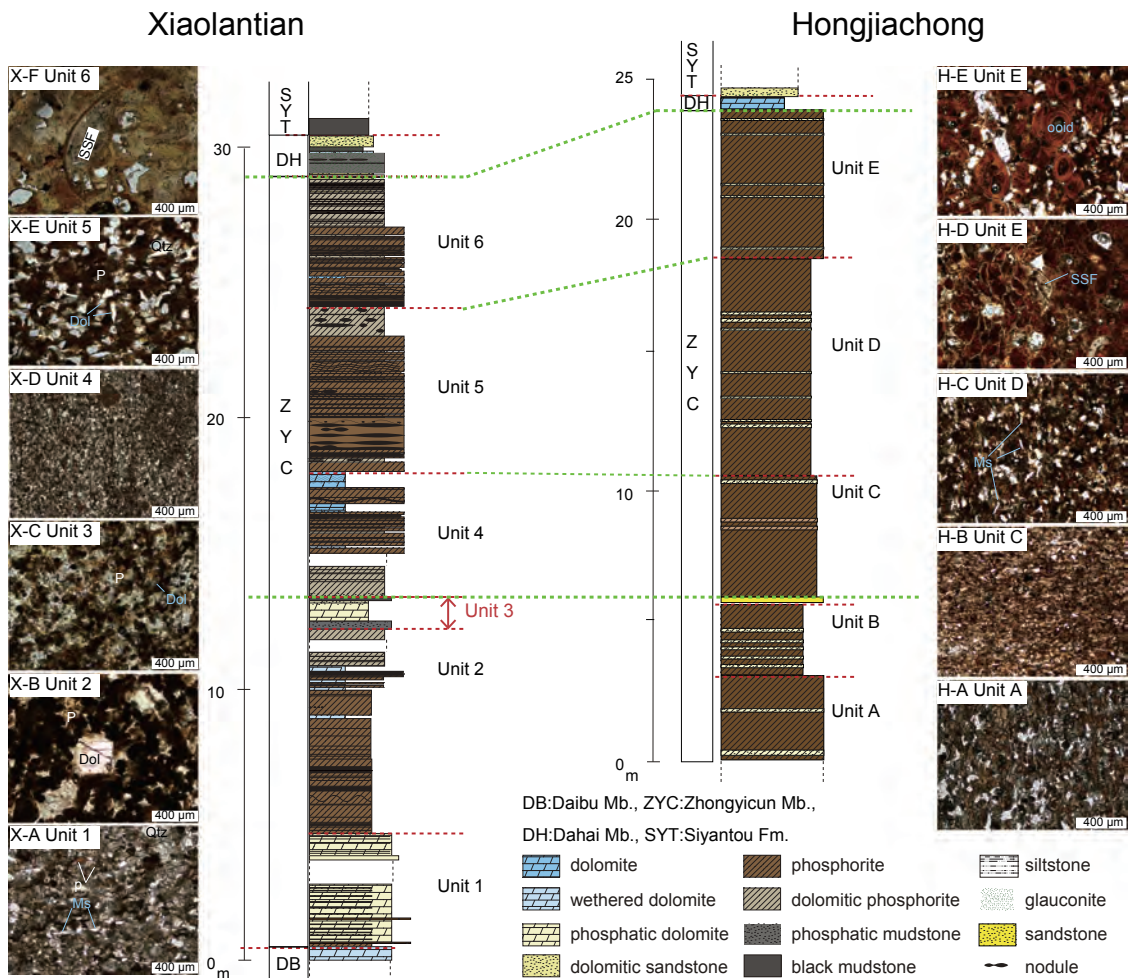 Xiaolantian
Hongjiachong
X-F Unit 6
SSF
400 µm
X-E Unit 5
Qtz
P
Dol
400 µm
X-D Unit 4
400 µm
X-C Unit 3
P
Dol
400 µm
X-B Unit 2
P
Dol
400 µm
X-A Unit 1
Qtz
P
Ms
400 µm
30
20
10
0
m
S
Y
T
DH
Z
Y
C
DB
Unit 6
Unit 5
Unit 4
Unit 3
Unit 2
Unit 1
25
20
10
0
m
S
Y
T
DH
Z
Y
C
Unit E
Unit D
Unit C
Unit B
Unit A
H-E Unit E
ooid
400 µm
H-D Unit E
SSF
400 µm
H-C Unit D
Ms
400 µm
H-B Unit C
400 µm
H-A Unit A
400 µm
DB:Daibu Mb., ZYC:Zhongyicun Mb.,
DH:Dahai Mb., SYT:Siyantou Fm.
dolomite
wethered dolomite
phosphatic dolomite
dolomitic sandstone
phosphorite
dolomitic phosphorite
phosphatic mudstone
black mudstone
siltstone
glauconite
sandstone
nodule